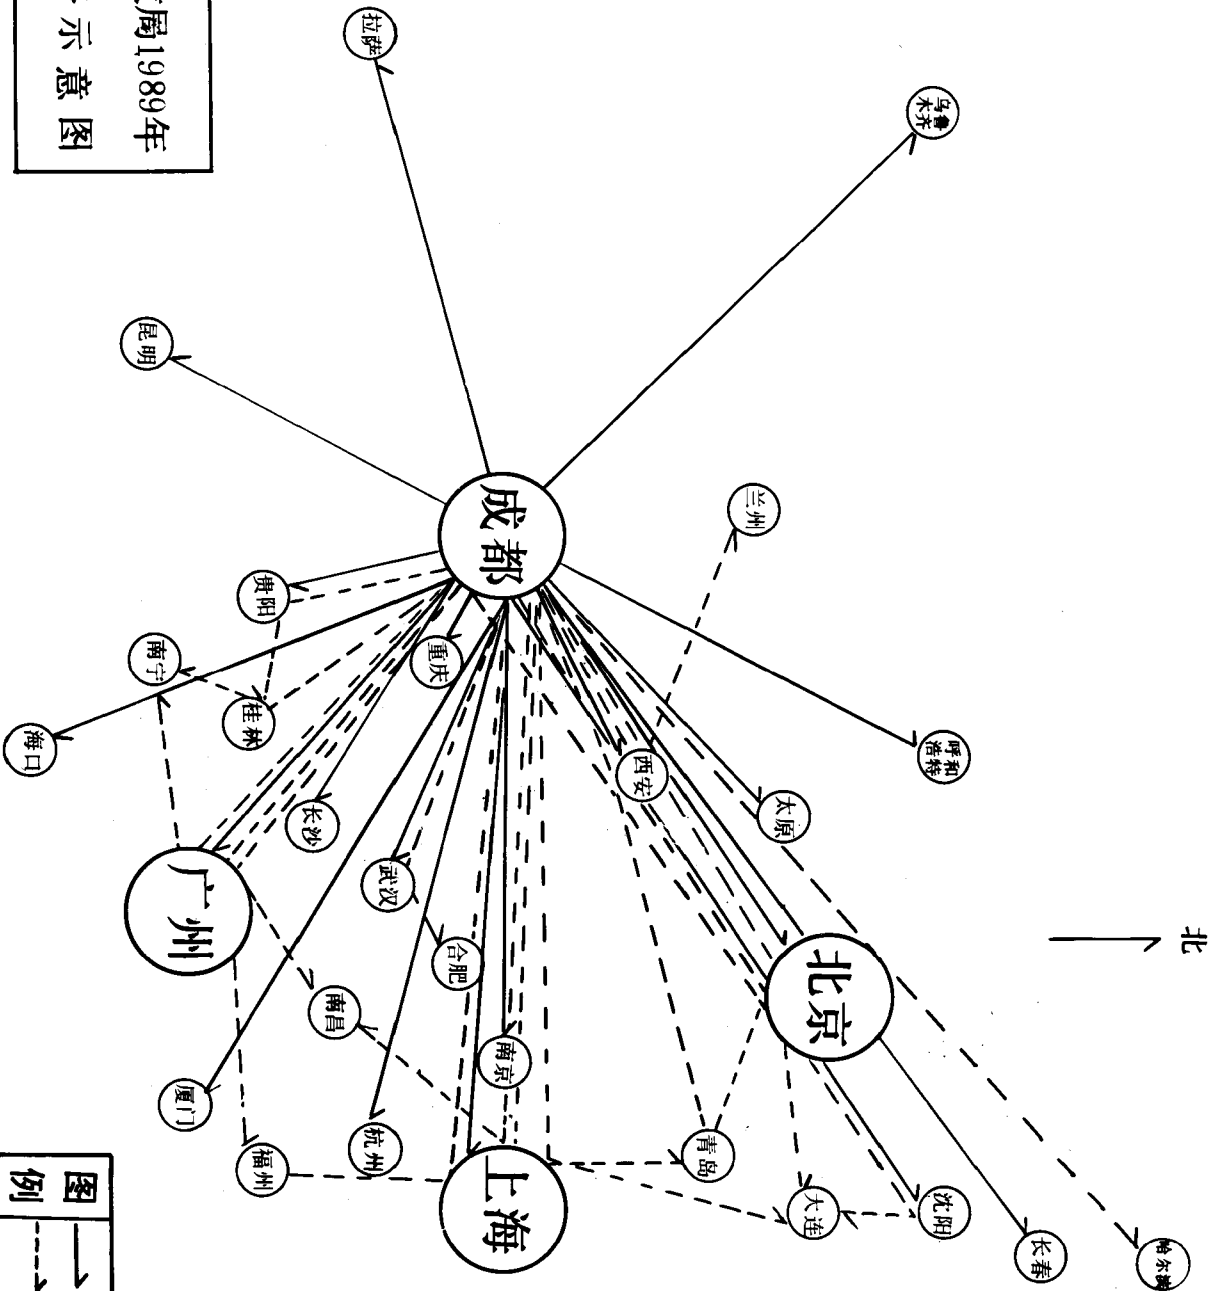 局1989年
示意图
拉萨
乌鲁
木齐
昆明
成都
兰州
贵阳
重庆
南宁
桂林
海口
西安
呼和
浩特
太原
长沙
武汉
广州
合肥
北京
北
南昌
南京
厦门
杭州
福州
上海
青岛
大连
沈阳
长春
哈尔滨
图例